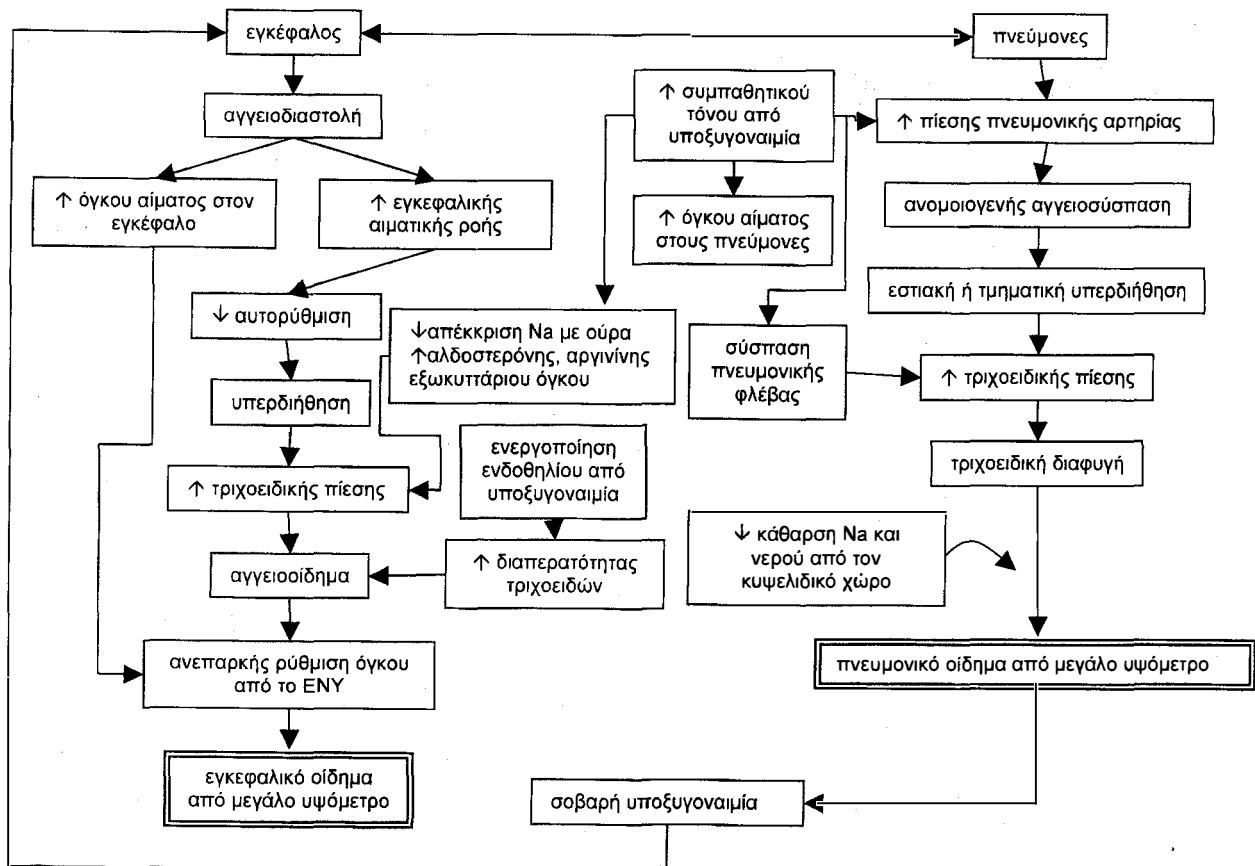 εγκέφαλος
πνεύμονες
αγγειοδιαστολή
↑ συμπαθητικού
τόνου από
υποξυγοναιμία
↑ πίεσης πνευμονικής αρτηρίας
↑ όγκου αίματος στον
εγκέφαλο
↑ εγκεφαλικής
αιματικής ροής
↑ όγκου αίματος
στους πνεύμονες
ανομοιογενής αγγειοσύσπαση
εστιακή ή τμηματική υπερδιήθηση
↓ αυτορύθμιση
↓απέκκριση Na με ούρα
↑αλδοστερόνης, αργινίνης
εξωκυττάριου όγκου
σύσπαση
πνευμονικής
φλέβας
↑ τριχοειδικής πίεσης
υπερδιήθηση
ενεργοποίηση
ενδοθηλίου από
υποξυγοναιμία
τριχοειδική διαφυγή
↑ τριχοειδικής πίεσης
↓ κάθαρση Na και
νερού από τον
κυψελιδικό χώρο
αγγειοοίδημα
↑ διαπερατότητας
τριχοειδών
ανεπαρκής ρύθμιση όγκου
από το ΕΝΥ
πνευμονικό οίδημα από μεγάλο υψόμετρο
εγκεφαλικό οίδημα
από μεγάλο υψόμετρο
σοβαρή υποξυγοναιμία